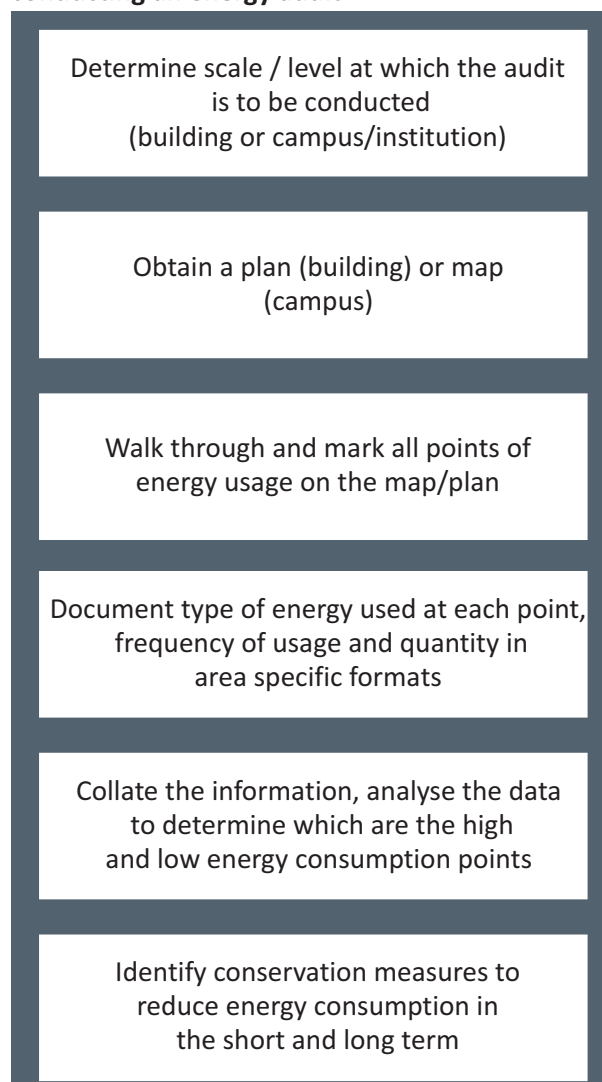 Determine scale / level at which the audit
is to be conducted
(building or campus/institution)
Obtain a plan (building) or map
(campus)
Walk through and mark all points of
energy usage on the map/plan
Document type of energy used at each point,
frequency of usage and quantity in
area specific formats
Collate the information, analyse the data
to determine which are the high
and low energy consumption points
Identify conservation measures to
reduce energy consumption in
the short and long term